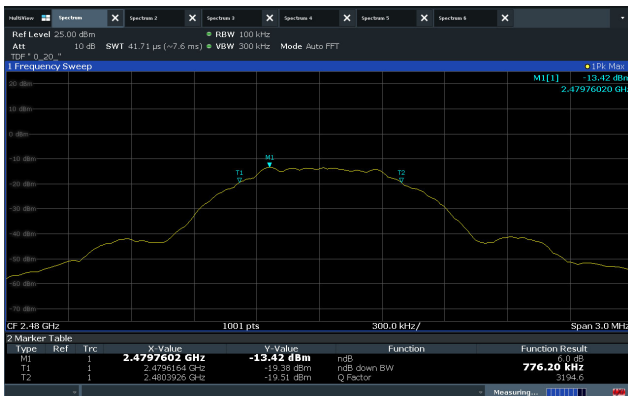 MultiView Spectrum X Spectrum 2 X Spectrum 3 X Spectrum 4 X Spectrum 5 X Spectrum 6 X
Ref Level 25.00 dBm RBW 100 kHz
Att 10 dB SWT 41.71 µs (~7.6 ms) VBW 300 kHz Mode Auto FFT
TDF "0_20_"
1 Frequency Sweep 1Pk Max
M1[1] -13.42 dBm
2.47976020 GHz
20 dBm
10 dBm
0 dBm
-10 dBm
M1
T1 T2
-20 dBm
-30 dBm
-40 dBm
-50 dBm
-60 dBm
-70 dBm
CF 2.48 GHz 1001 pts 300.0 kHz/ Span 3.0 MHz
2 Marker Table
Type Ref Trc X-Value Y-Value Function Function Result
M1 1 2.4797602 GHz -13.42 dBm ndB 6.0 dB
T1 1 2.4796164 GHz -19.38 dBm ndB down BW 776.20 kHz
T2 1 2.4803926 GHz -19.51 dBm Q Factor 3194.6
Measuring...